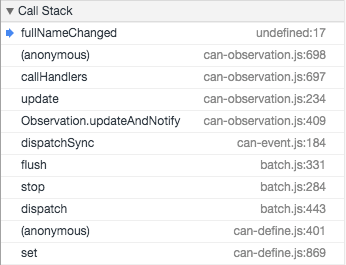 ▼ Call Stack
fullNameChanged undefined:17
(anonymous) can-observation.js:698
callHandlers can-observation.js:697
update can-observation.js:234
Observation.updateAndNotify can-observation.js:409
dispatchSync can-event.js:184
flush batch.js:331
stop batch.js:284
dispatch batch.js:443
(anonymous) can-define.js:401
set can-define.js:869